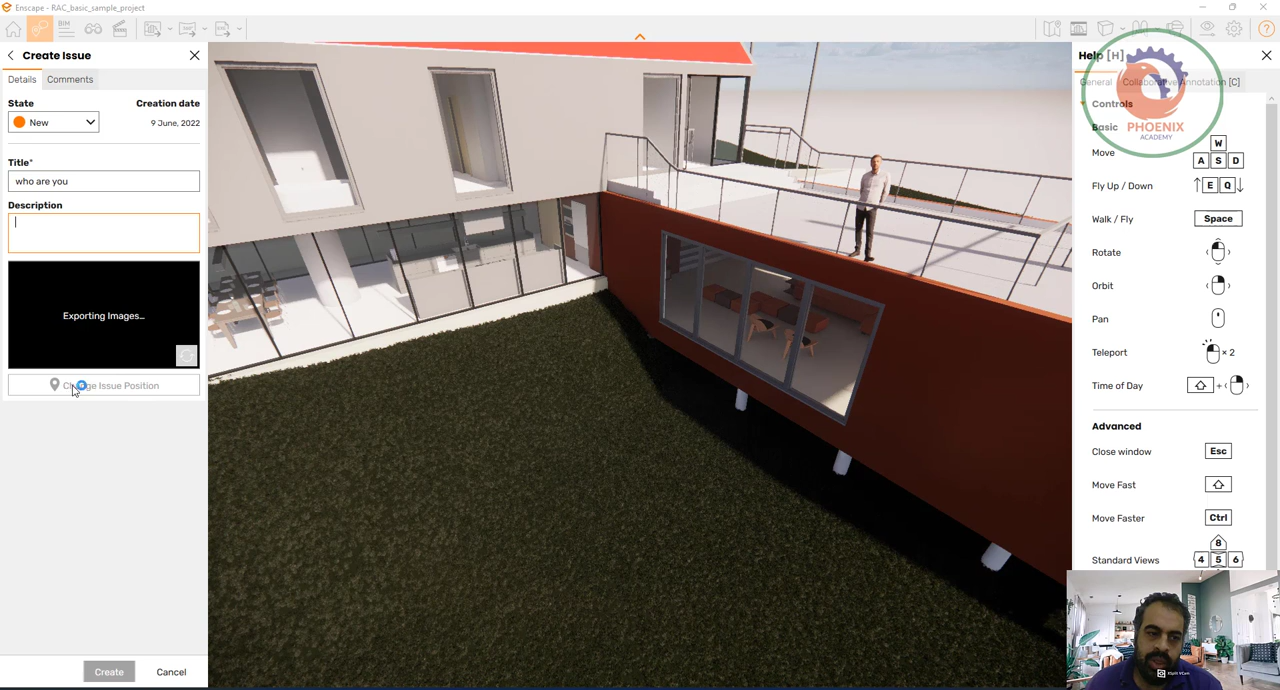 Enscape - RAC_basic_sample_project
BIM
Create Issue
Details
Comments
State
Creation date
New
9 June, 2022
Title*
who are you
Description
Exporting Images...
Change Issue Position
Create
Cancel
Help [H]
General
Collaborative Annotation [C]
PHOENIX
ACADEMY
Controls
Basic
Move
W
A S D
Fly Up / Down
E Q
Walk / Fly
Space
Rotate
Orbit
Pan
Teleport
× 2
Time of Day
+
Advanced
Close window
Esc
Move Fast
Move Faster
Ctrl
8
Standard Views
4 5 6
XSplit VCam